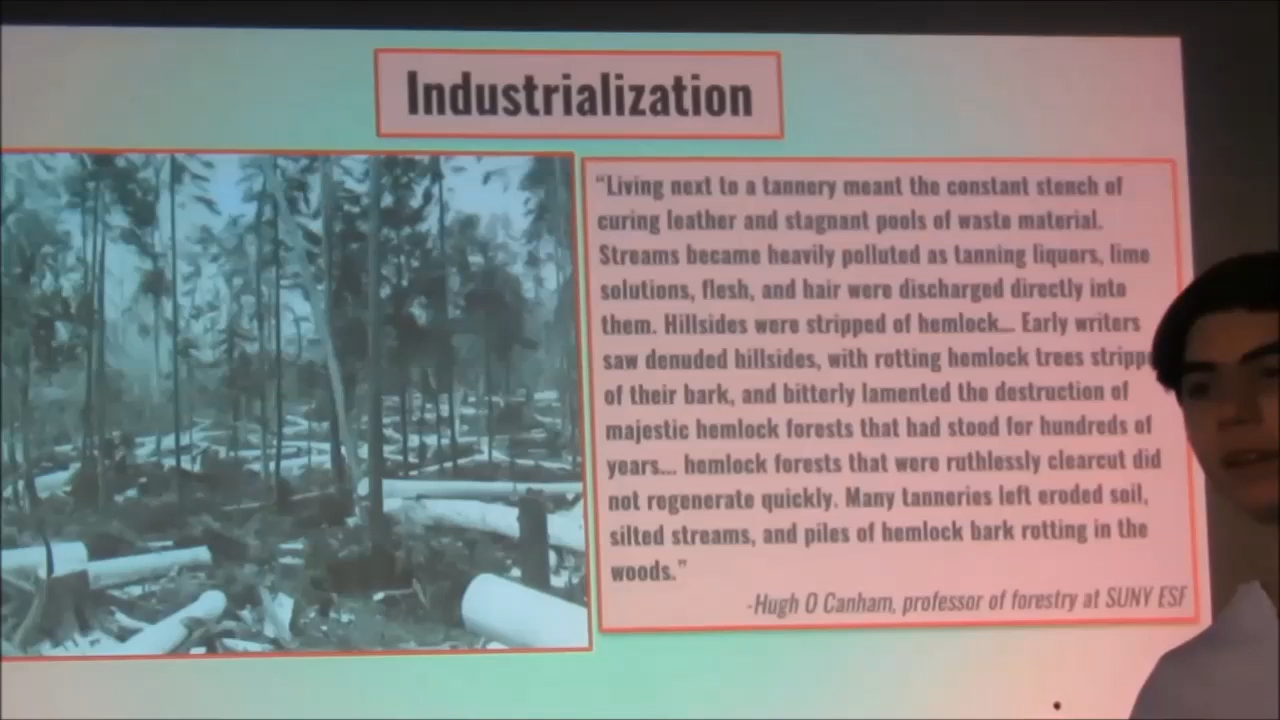 Industrialization
“Living next to a tannery meant the constant stench of
curing leather and stagnant pools of waste material.
Streams became heavily polluted as tanning liquors, lime
solutions, flesh, and hair were discharged directly into
them. Hillsides were stripped of hemlock... Early writers
saw denuded hillsides, with rotting hemlock trees stripp
of their bark, and bitterly lamented the destruction of
majestic hemlock forests that had stood for hundreds of
years... hemlock forests that were ruthlessly clearcut did
not regenerate quickly. Many tanneries left eroded soil,
silted streams, and piles of hemlock bark rotting in the
woods.”
-Hugh O Canham, professor of forestry at SUNY ESF